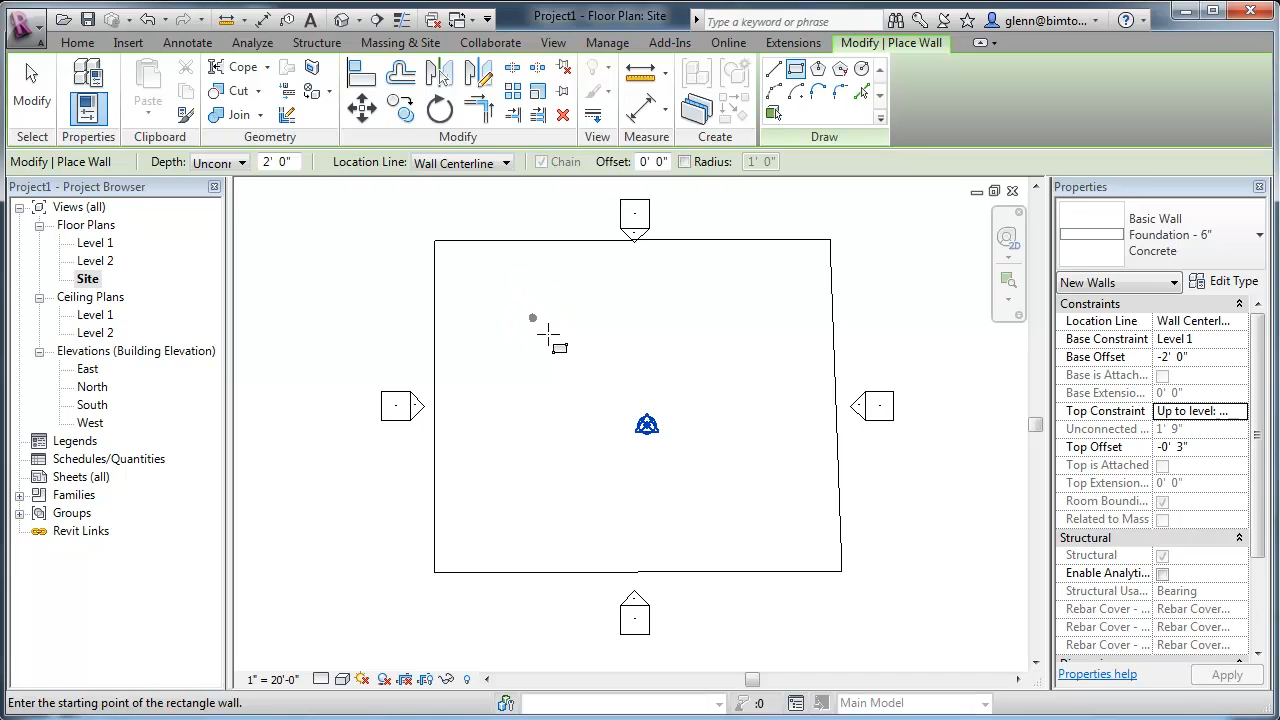 Project1 - Floor Plan: Site
Type a keyword or phrase
glenn@bimto...
Home Insert Annotate Analyze Structure Massing & Site Collaborate View Manage Add-Ins Online Extensions Modify | Place Wall
Modify
Paste
Cope
Cut
Join
Select Properties Clipboard Geometry Modify View Measure Create Draw
Modify | Place Wall Depth: Unconr 2' 0" Location Line: Wall Centerline Chain Offset: 0' 0" Radius: 1' 0"
Project1 - Project Browser
Views (all)
Floor Plans
Level 1
Level 2
Site
Ceiling Plans
Level 1
Level 2
Elevations (Building Elevation)
East
North
South
West
Legends
Schedules/Quantities
Sheets (all)
Families
Groups
Revit Links
2D
Properties
Basic Wall
Foundation - 6"
Concrete
New Walls Edit Type
Constraints
Location Line Wall Centerl...
Base Constraint Level 1
Base Offset -2' 0"
Base is Attach...
Base Extensio... 0' 0"
Top Constraint Up to level: ...
Unconnected ... 1' 9"
Top Offset -0' 3"
Top is Attached
Top Extension... 0' 0"
Room Boundi...
Related to Mass
Structural
Structural
Enable Analyti...
Structural Usa... Bearing
Rebar Cover - ... Rebar Cover...
Rebar Cover - ... Rebar Cover...
Rebar Cover - ... Rebar Cover...
Properties help Apply
1" = 20'-0"
Enter the starting point of the rectangle wall. :0 Main Model